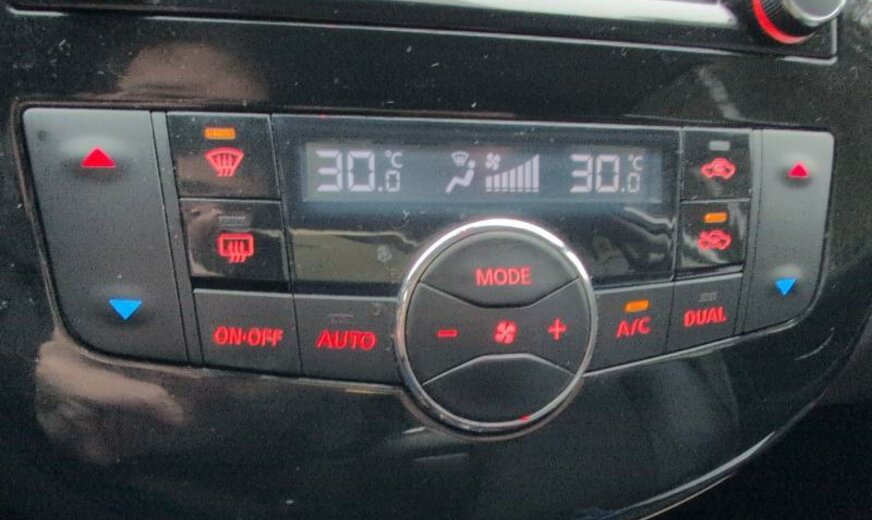 30.0°C 30.0°C
MODE
ON·OFF AUTO - + A/C DUAL